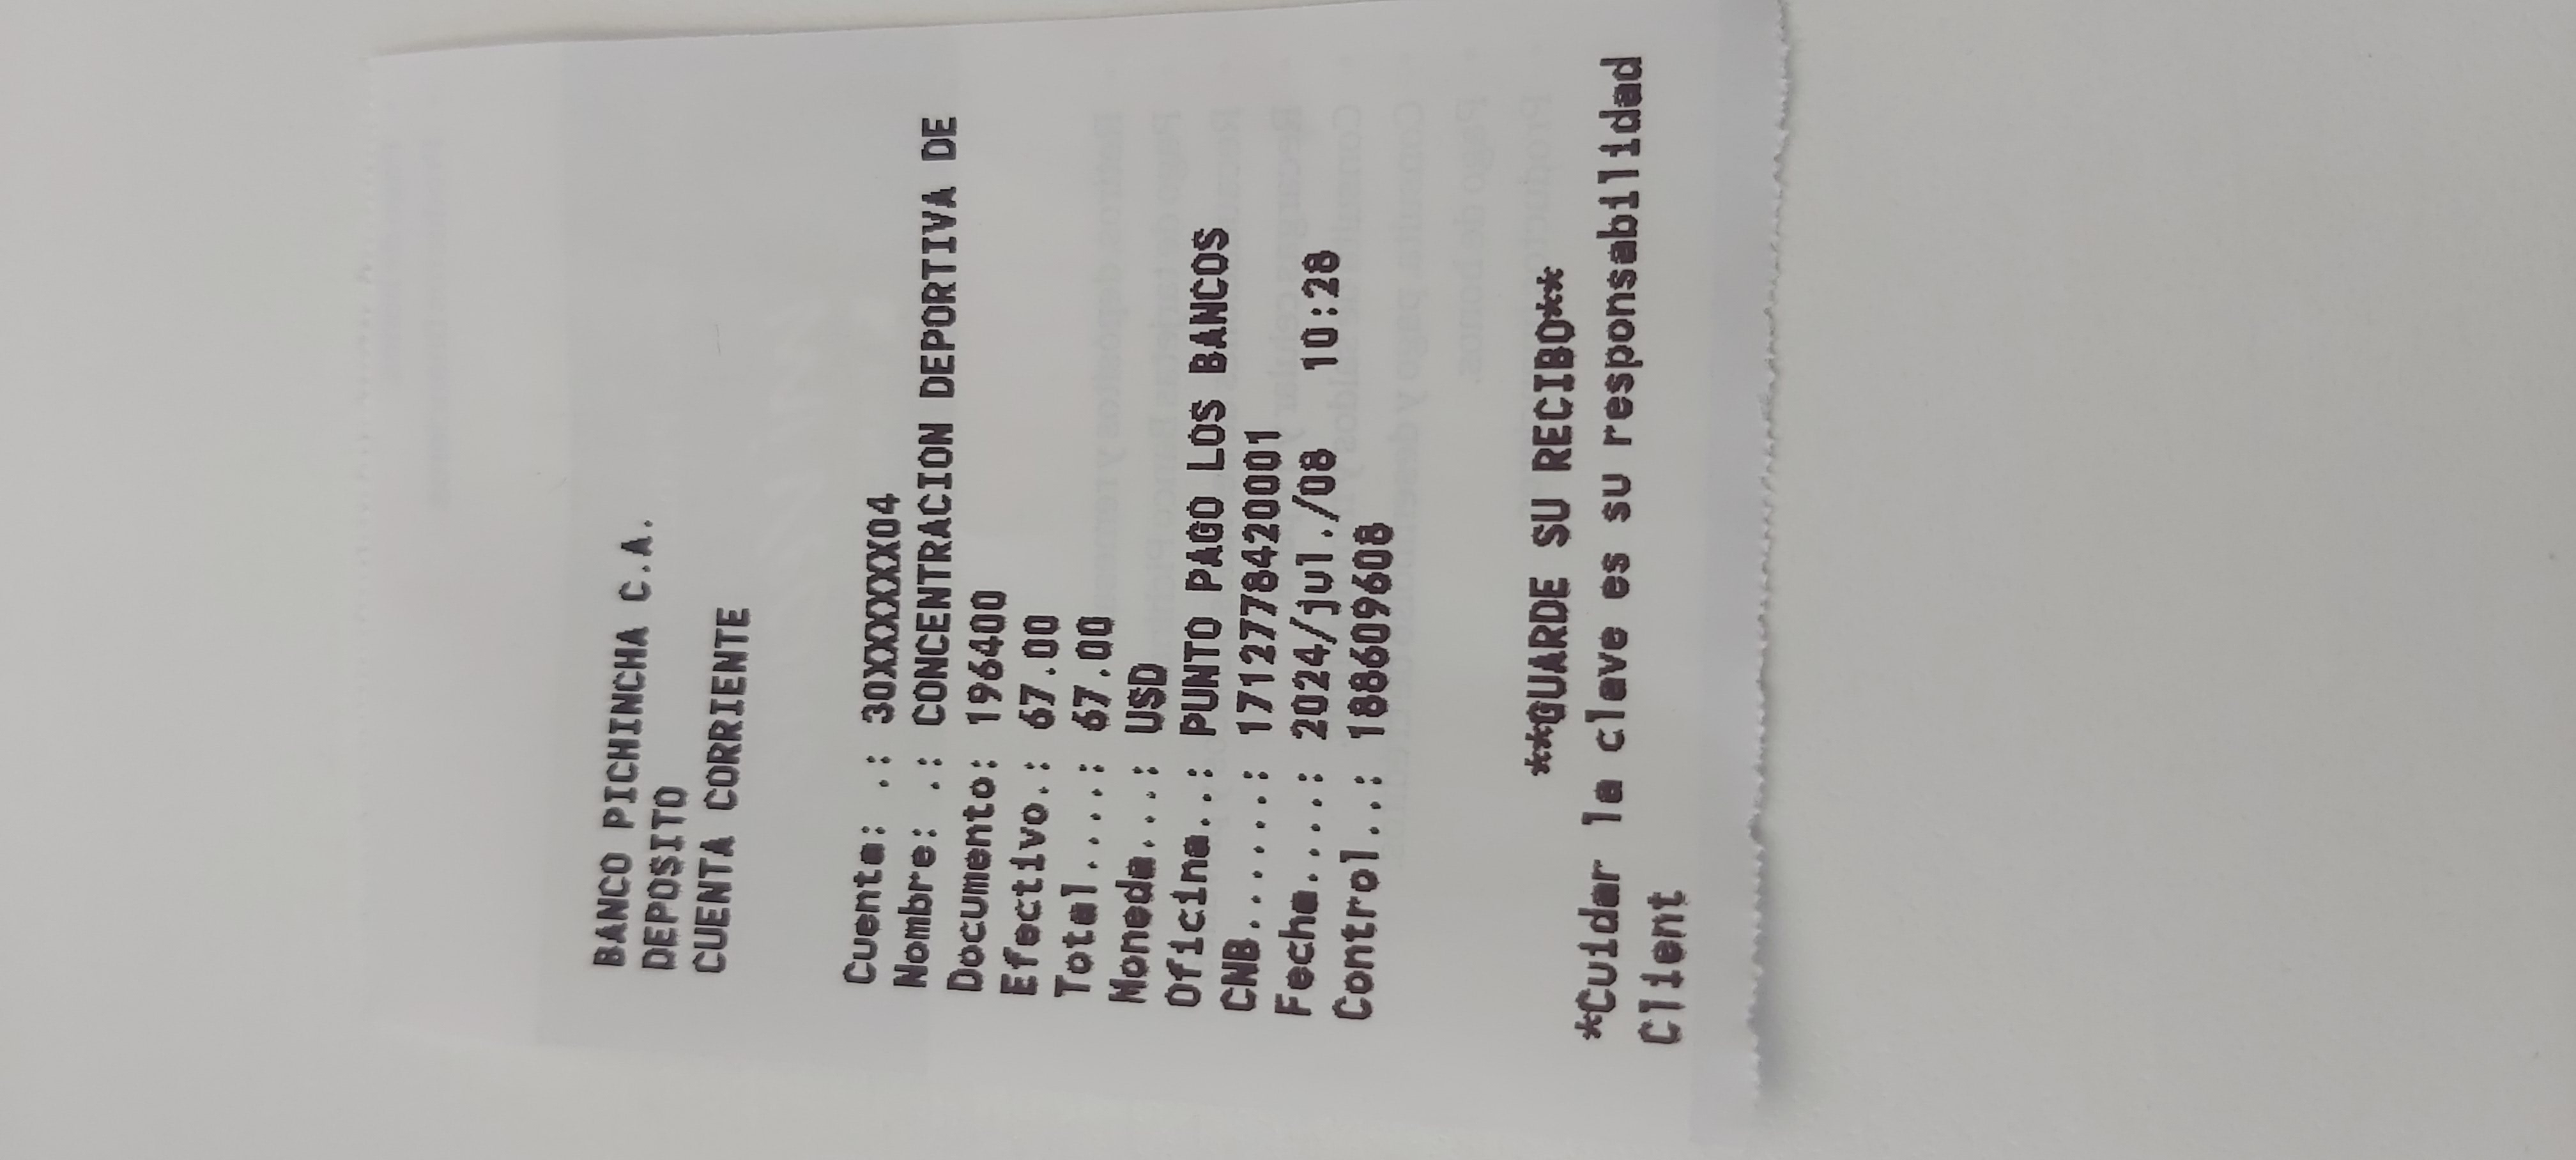 BANCO PICHINCHA C.A.
DEPOSITO
CUENTA CORRIENTE
Cuenta: .: 30XXXXXX04
Nombre: .: CONCENTRACION DEPORTIVA DE
Documento: 196400
Efectivo.: 67.00
Total....: 67.00
Moneda...: USD
Oficina..: PUNTO PAGO LOS BANCOS
CNB......: 1712778420001
Fecha....: 2024/jul./08 10:28
Control..: 188609608
**GUARDE SU RECIBO**
*Cuidar la clave es su responsabilidad
Client